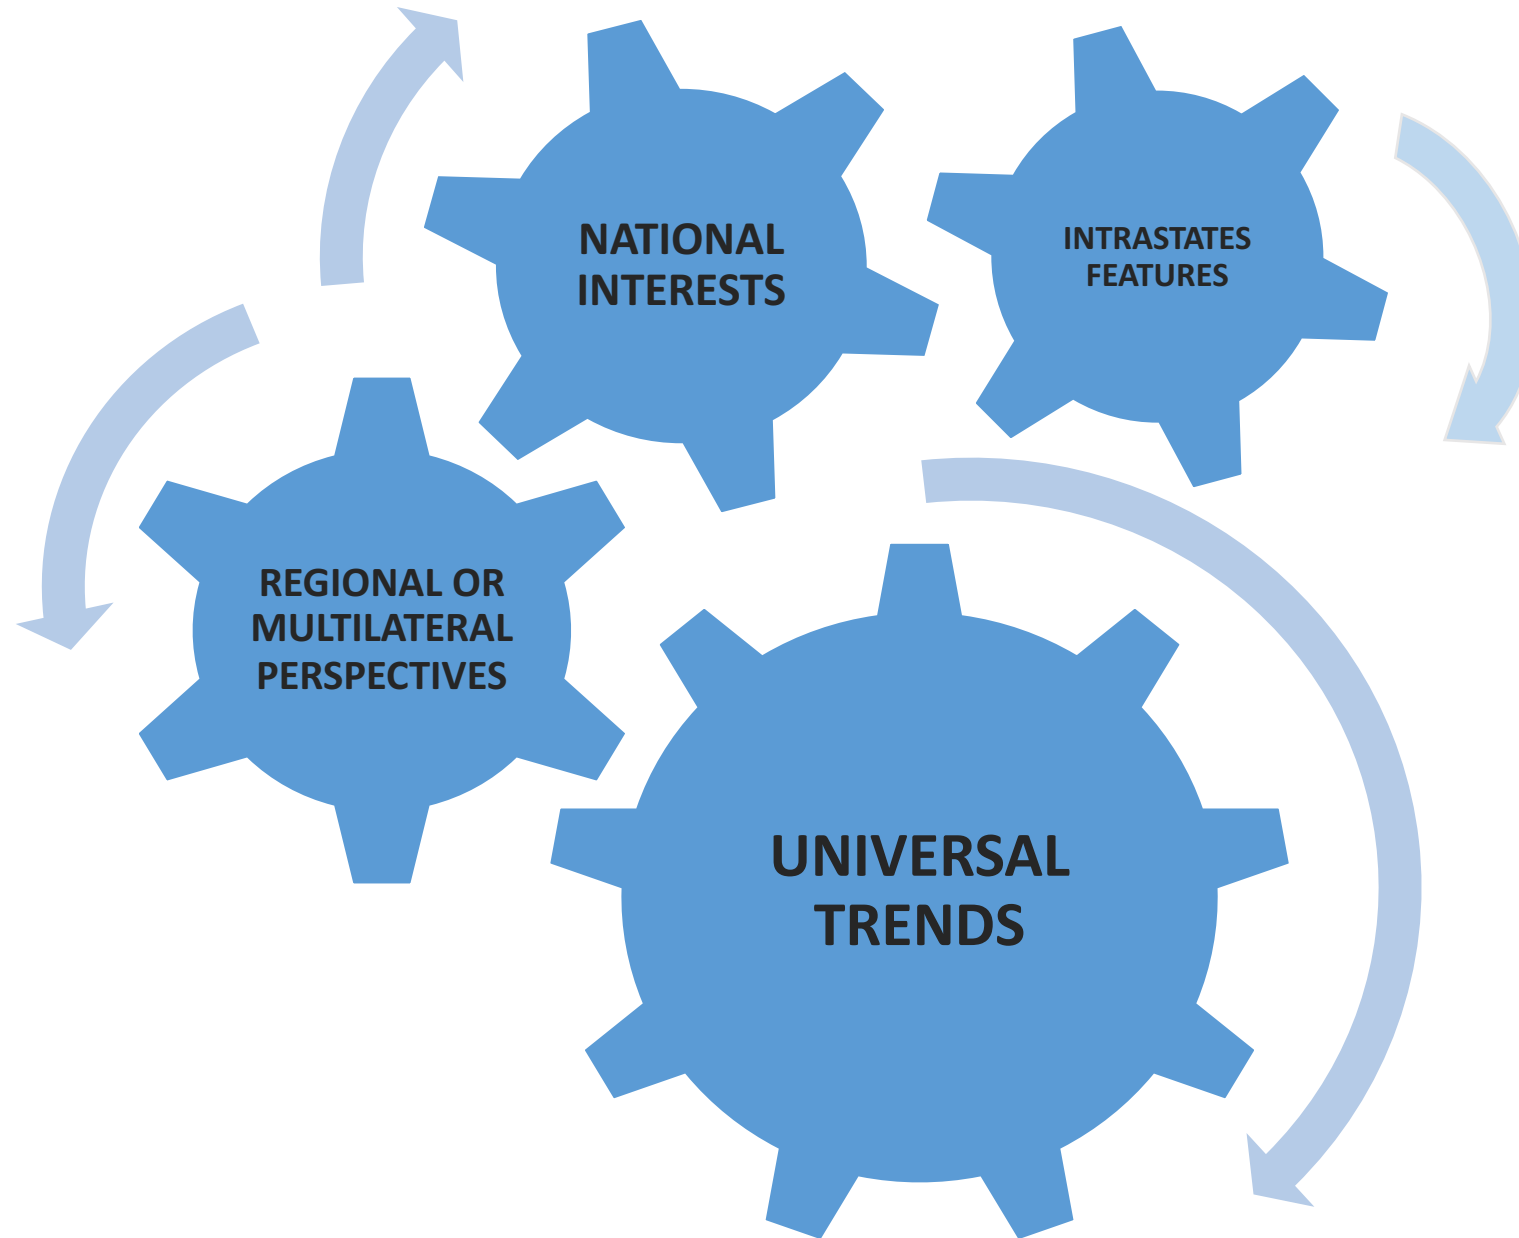 NATIONAL
INTERESTS
INTRASTATES
FEATURES
REGIONAL OR
MULTILATERAL
PERSPECTIVES
UNIVERSAL
TRENDS